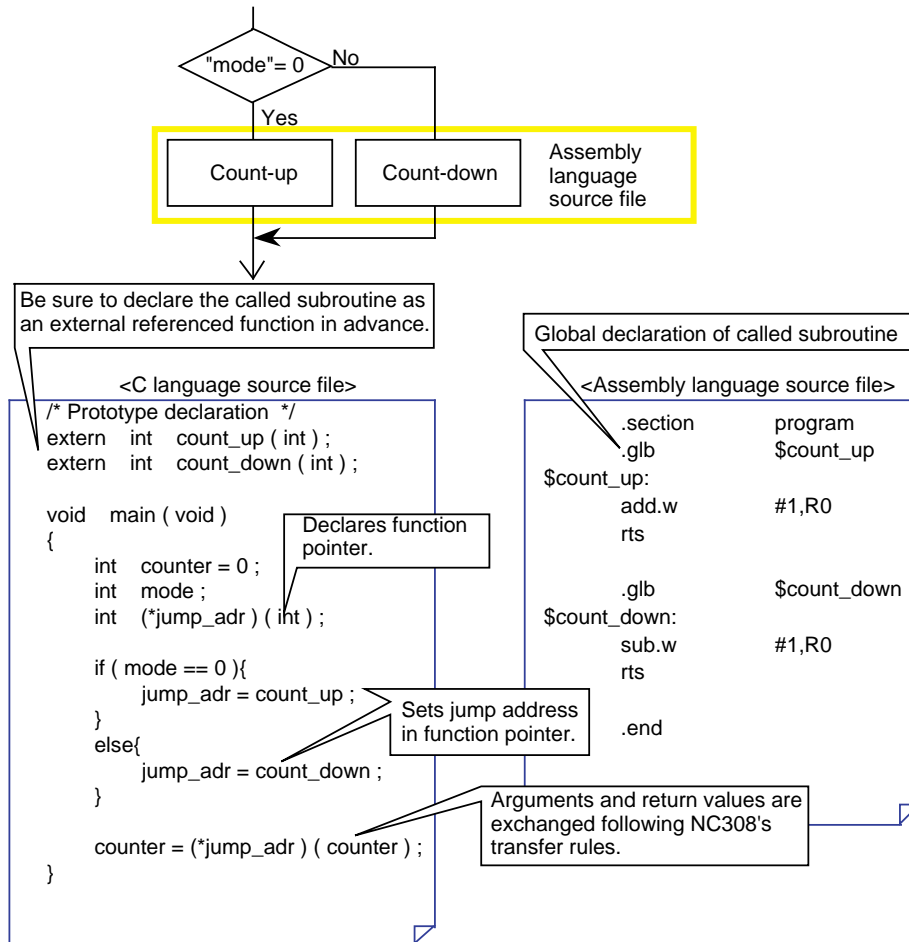 "mode"= 0
No
Yes
Count-up
Count-down
Assembly
language
source file
Be sure to declare the called subroutine as
an external referenced function in advance.
Global declaration of called subroutine
<C language source file>
/* Prototype declaration */
extern int count_up ( int ) ;
extern int count_down ( int ) ;
void main ( void )
{
int counter = 0 ;
int mode ;
int (*jump_adr ) ( int ) ;
if ( mode == 0 ){
jump_adr = count_up ;
}
else{
jump_adr = count_down ;
}
counter = (*jump_adr ) ( counter ) ;
}
Declares function
pointer.
Sets jump address
in function pointer.
Arguments and return values are
exchanged following NC308's
transfer rules.
<Assembly language source file>
.section program
.glb $count_up
$count_up:
add.w #1,R0
rts
.glb $count_down
$count_down:
sub.w #1,R0
rts
.end